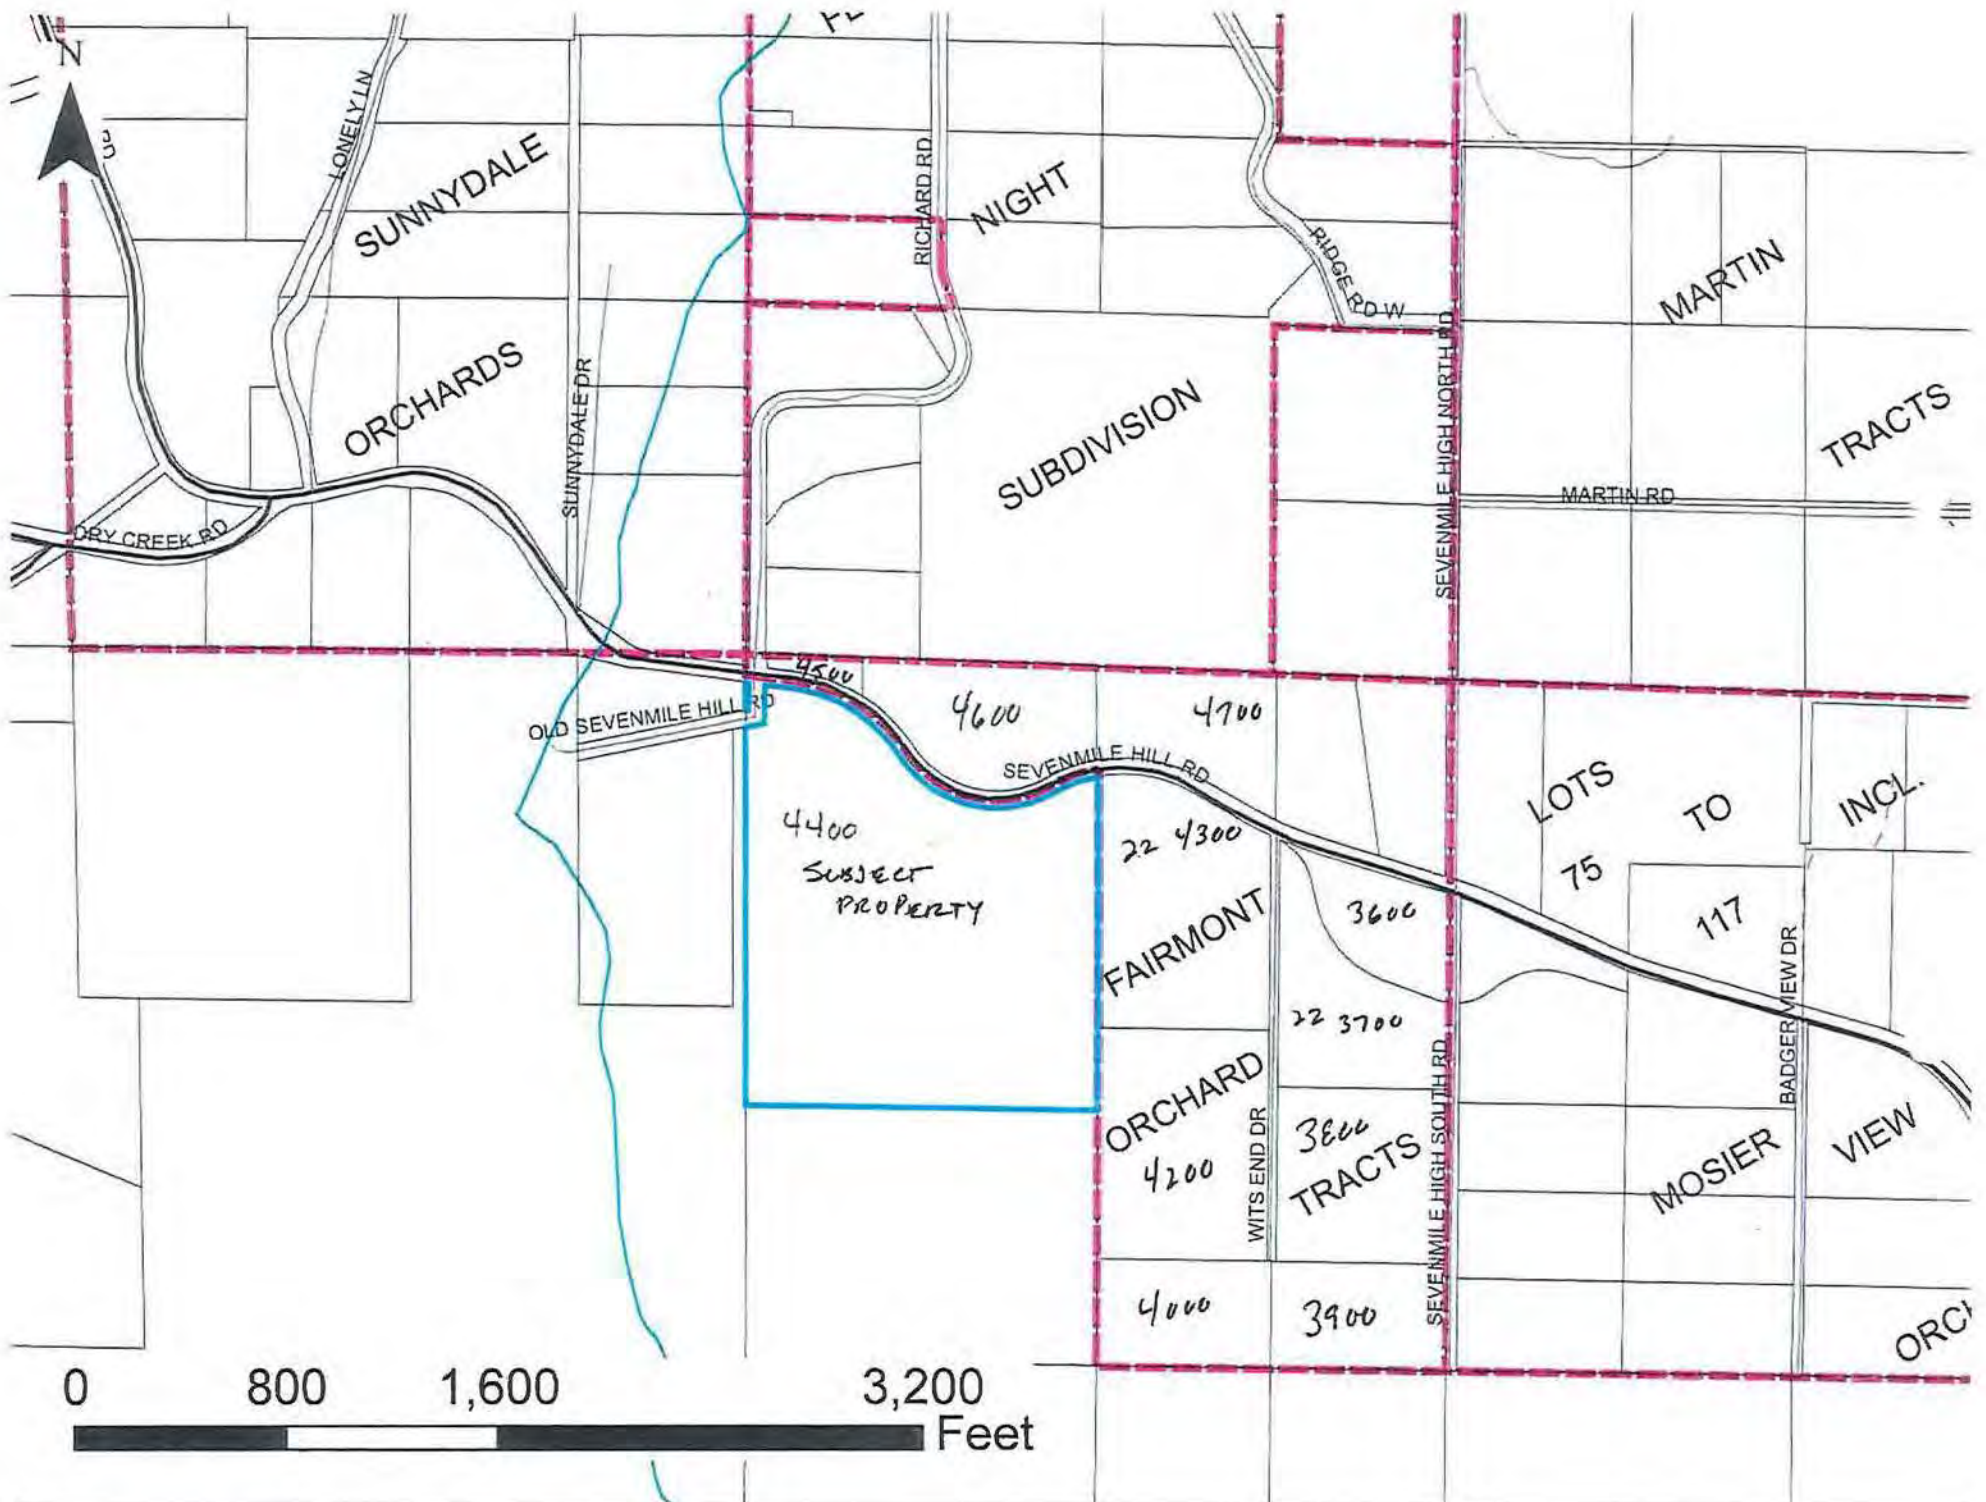 N
LONELY LN
SUNNYDALE
RICHARD RD
NIGHT
RIDGE RD W
MARTIN
ORCHARDS
SUNNYDALE DR
SUBDIVISION
SEVENMILE HIGH NORTH RD
TRACTS
MARTIN RD
DRY CREEK RD
4500
OLD SEVENMILE HILL RD
4600
4700
SEVENMILE HILL RD
LOTS
TO
INCL.
75
117
4400
SUBJECT
PROPERTY
22 4300
FAIRMONT
3600
22 3700
BADGER VIEW DR
ORCHARD
4200
WITS END DR
3800
TRACTS
SEVENMILE HIGH SOUTH RD
MOSIER
VIEW
4000
3900
ORCH
0 800 1,600 3,200
Feet